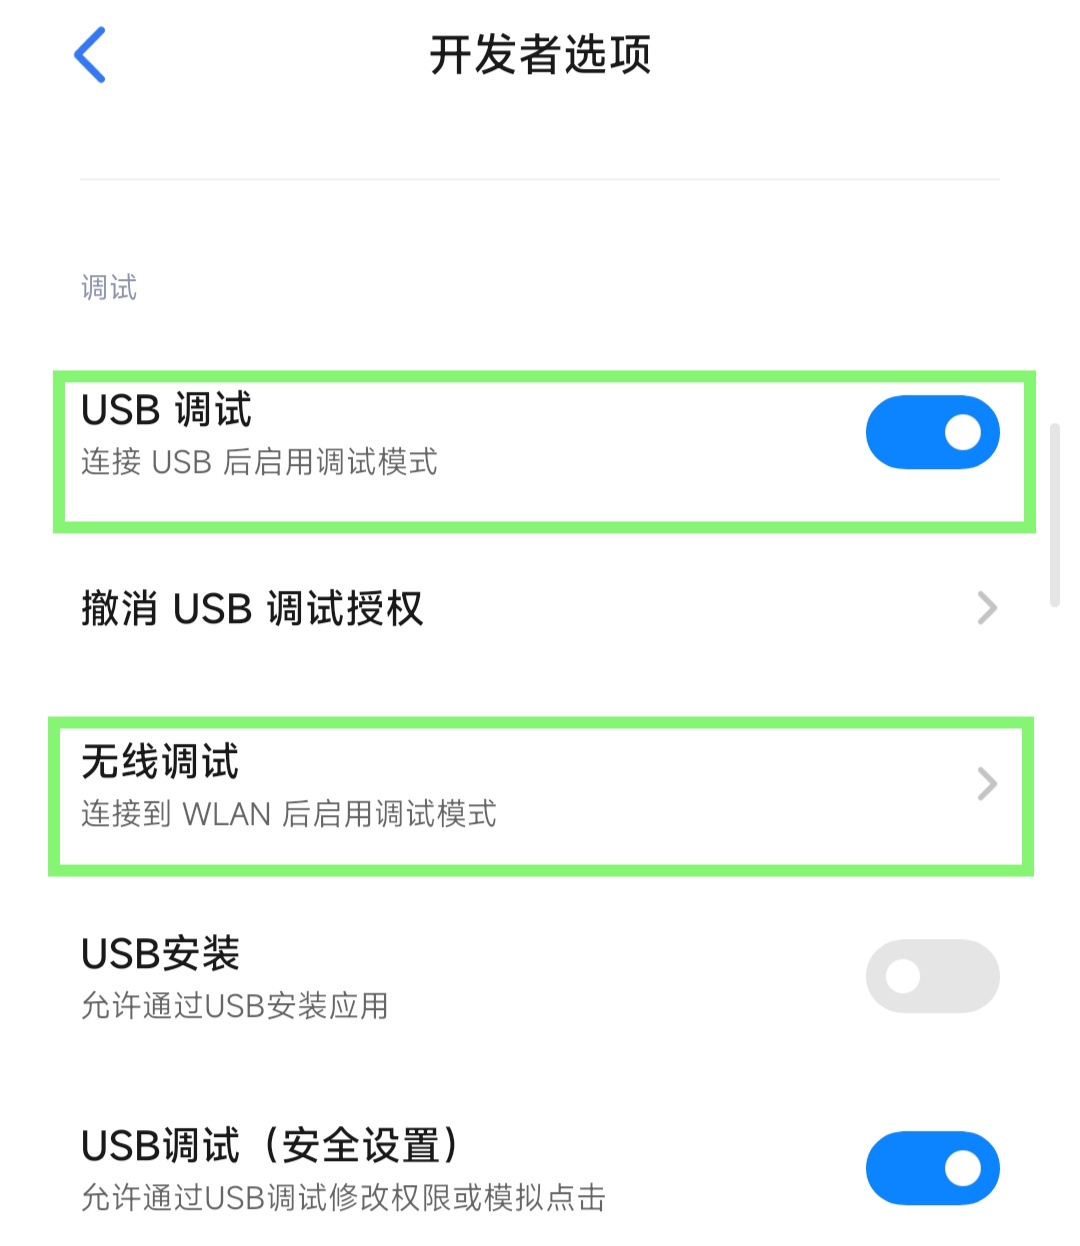 开发者选项
调试
USB 调试
连接 USB 后启用调试模式
撤消 USB 调试授权
无线调试
连接到 WLAN 后启用调试模式
USB安装
允许通过USB安装应用
USB调试（安全设置）
允许通过USB调试修改权限或模拟点击